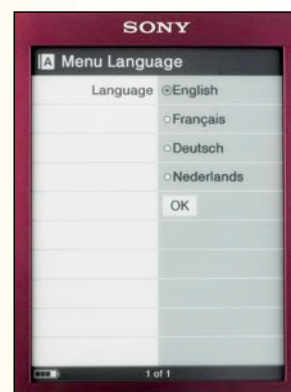 SONY
A Menu Language
Language English
Français
Deutsch
Nederlands
OK
1 of 1